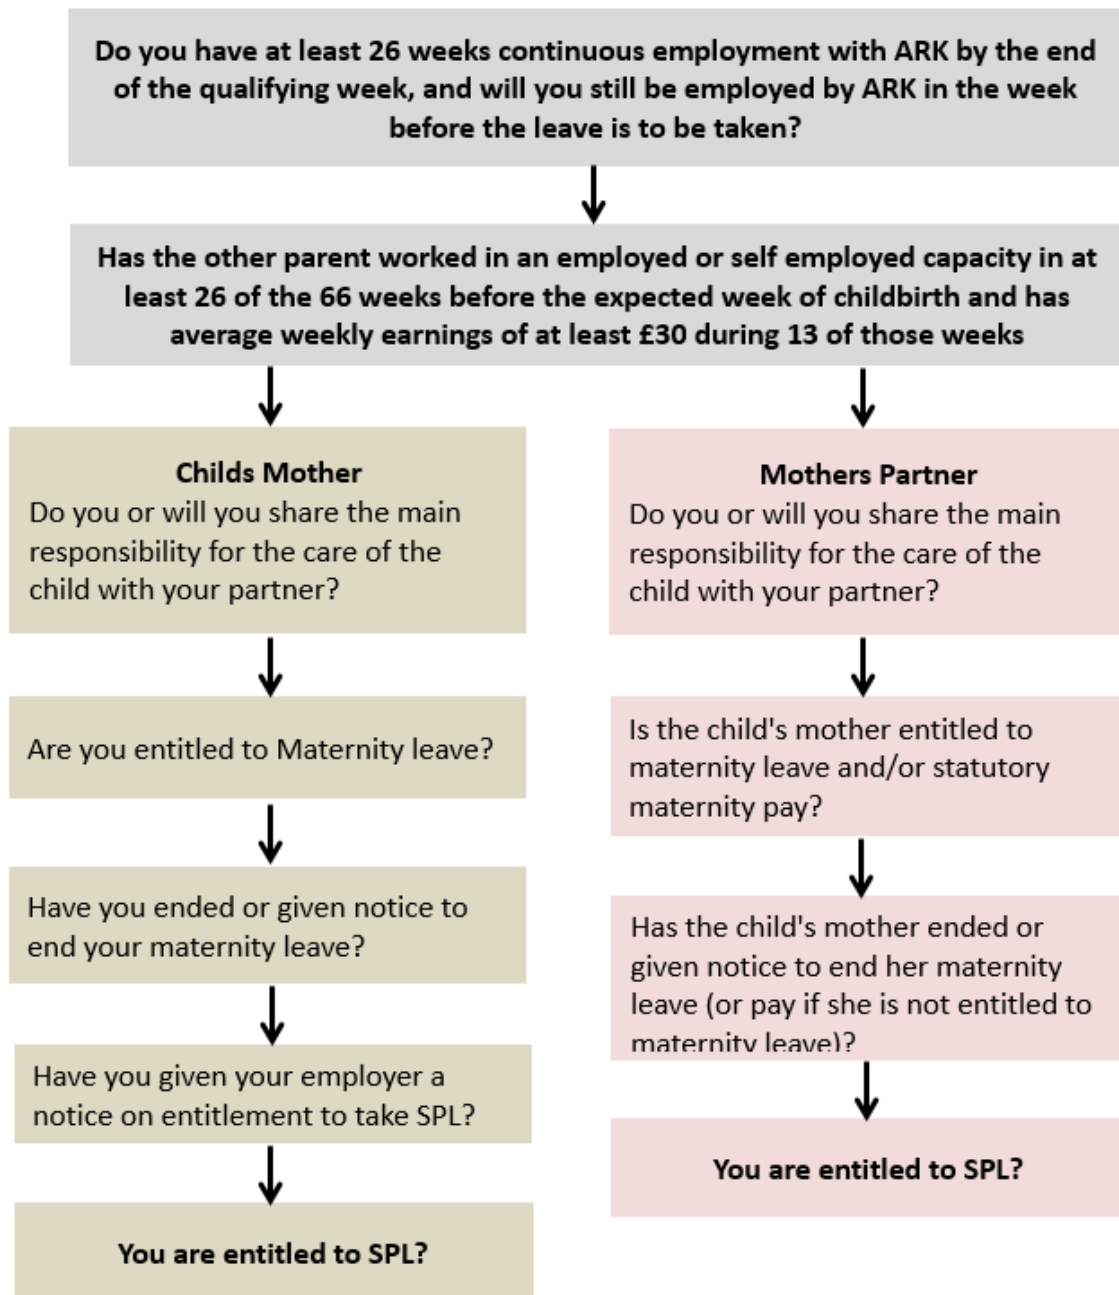 Do you have at least 26 weeks continuous employment with ARK by the end
of the qualifying week, and will you still be employed by ARK in the week
before the leave is to be taken?
Has the other parent worked in an employed or self employed capacity in at
least 26 of the 66 weeks before the expected week of childbirth and has
average weekly earnings of at least £30 during 13 of those weeks
Childs Mother
Do you or will you share the main
responsibility for the care of the
child with your partner?
Are you entitled to Maternity leave?
Have you ended or given notice to
end your maternity leave?
Have you given your employer a
notice on entitlement to take SPL?
You are entitled to SPL?
Mothers Partner
Do you or will you share the main
responsibility for the care of the
child with your partner?
Is the child's mother entitled to
maternity leave and/or statutory
maternity pay?
Has the child's mother ended or
given notice to end her maternity
leave (or pay if she is not entitled to
maternity leave)?
You are entitled to SPL?